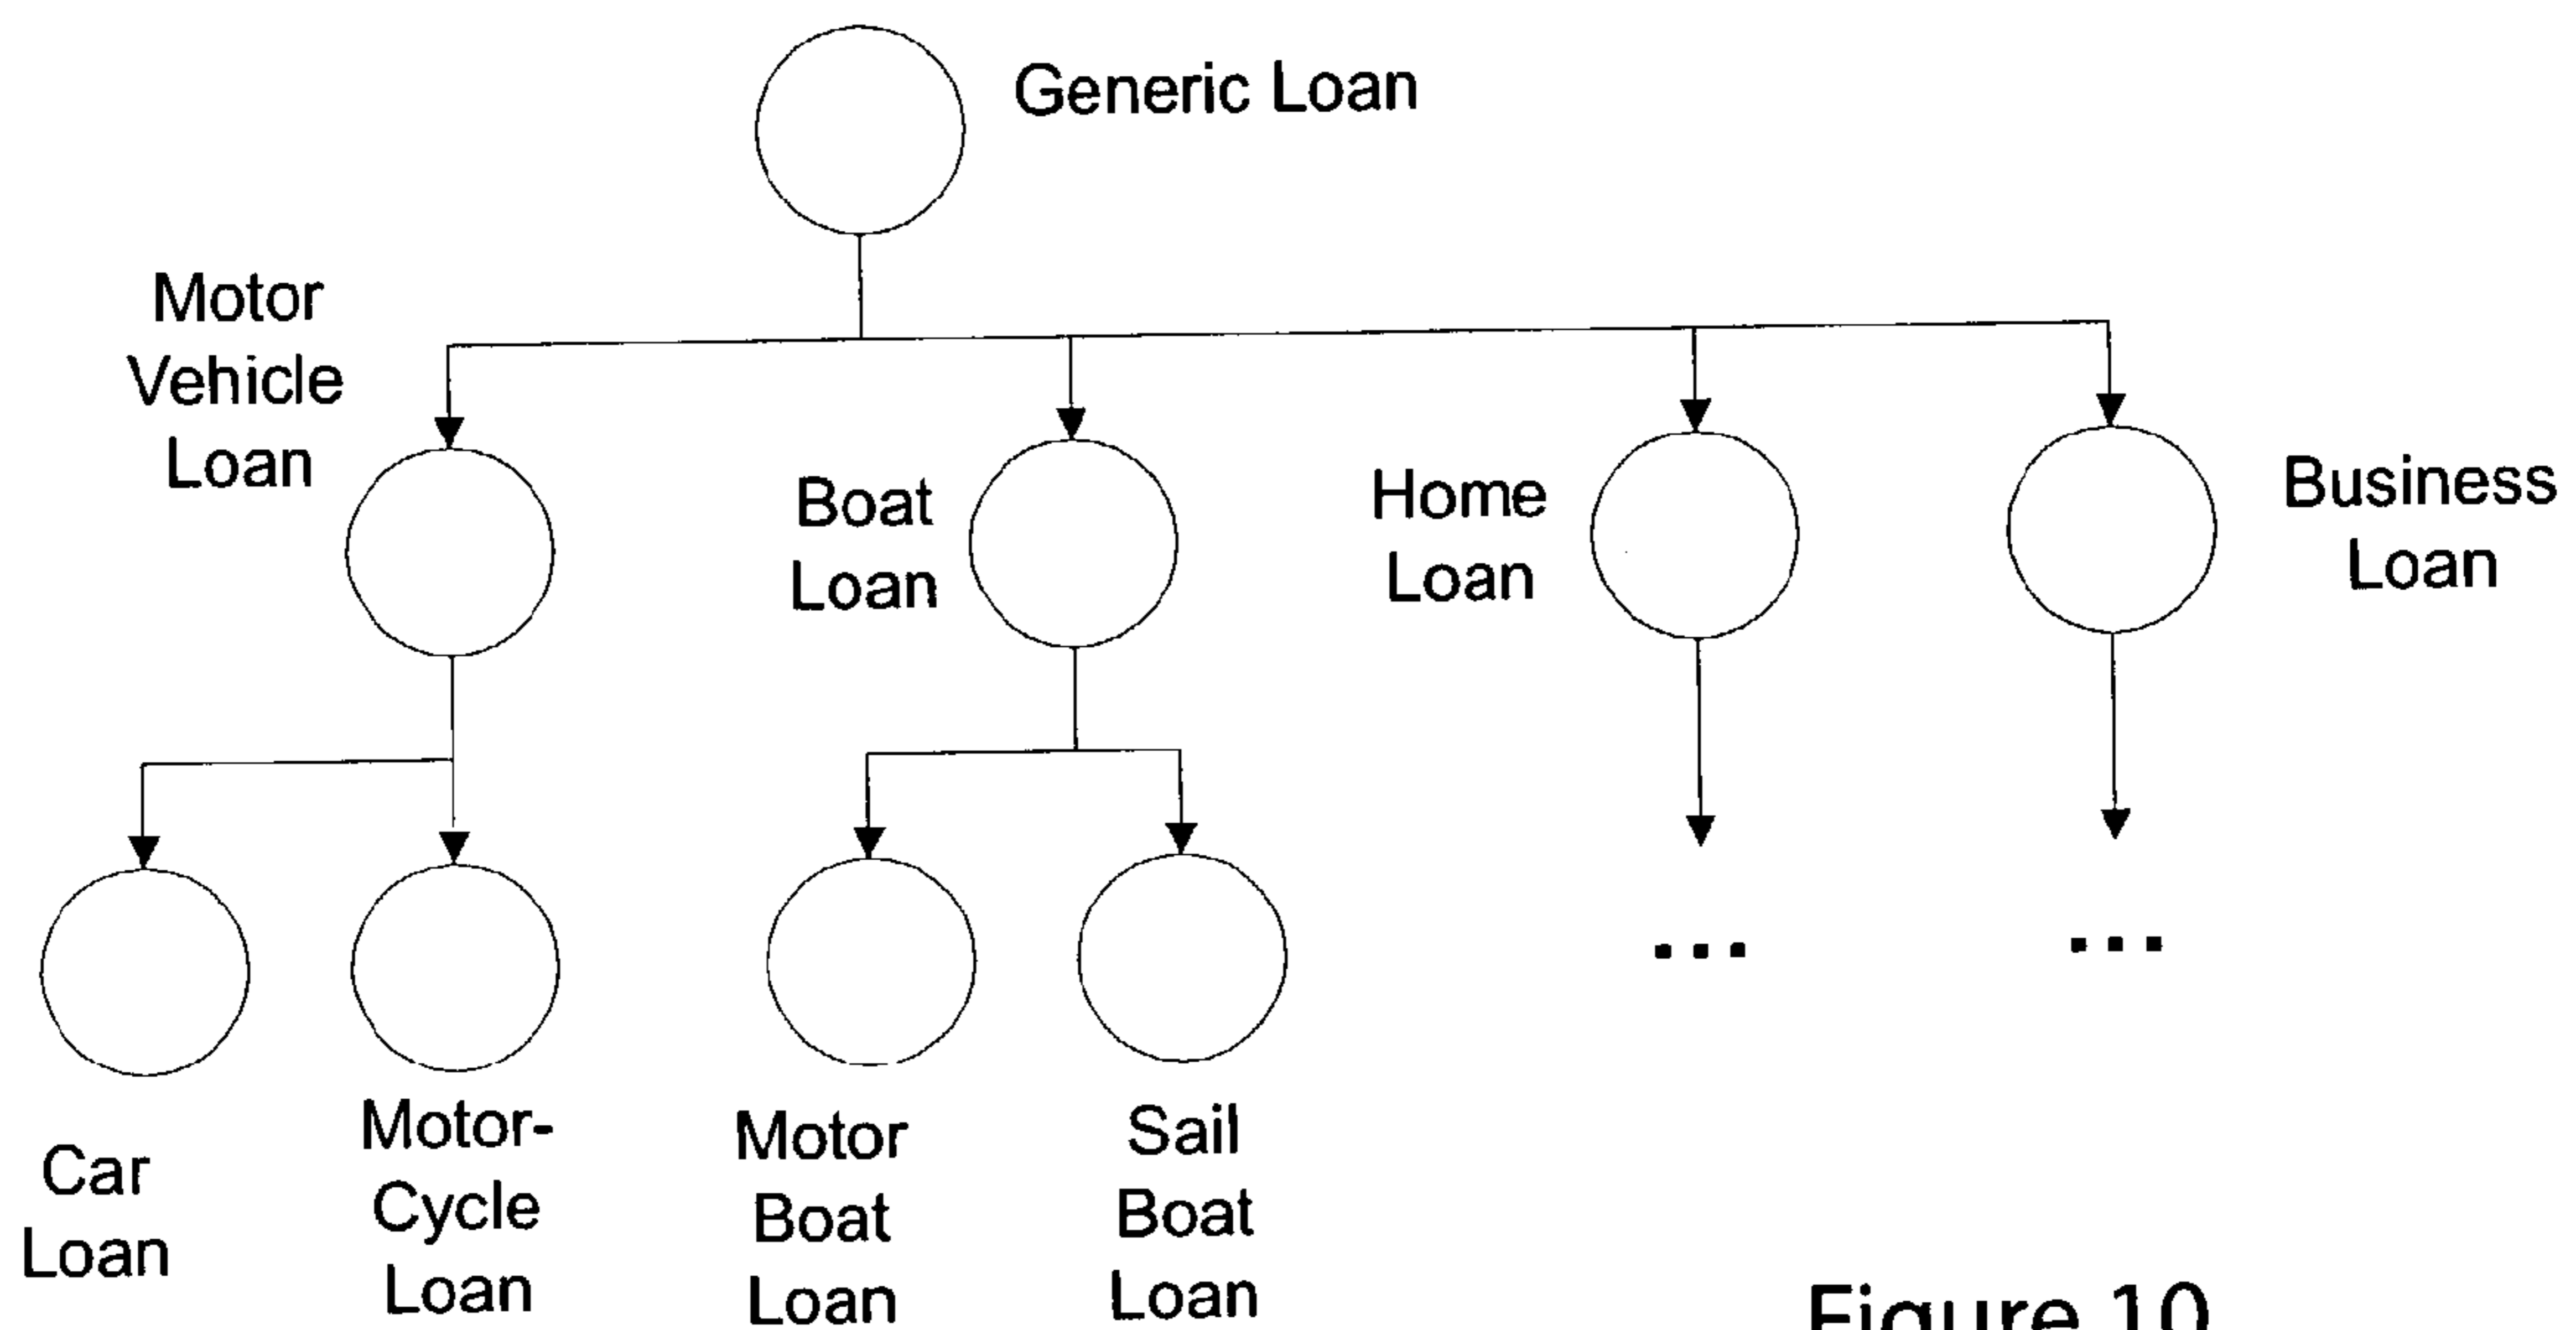 Generic Loan
Motor
Vehicle
Loan
Boat
Loan
Home
Loan
Business
Loan
...
...
Car
Loan
Motor-
Cycle
Loan
Motor
Boat
Loan
Sail
Boat
Loan
Figure 10